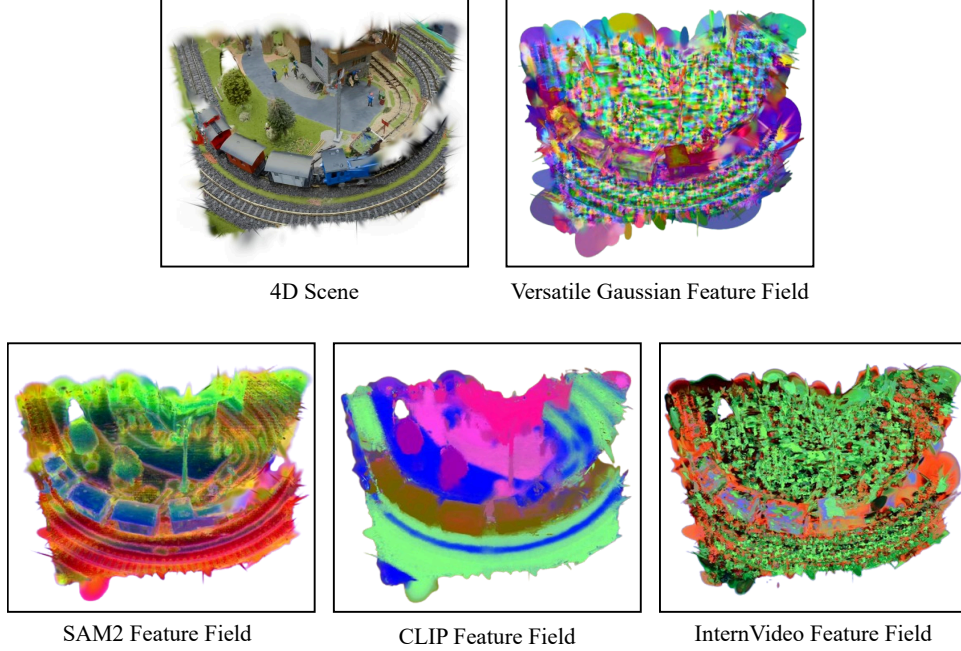 4D Scene
Versatile Gaussian Feature Field
SAM2 Feature Field
CLIP Feature Field
InternVideo Feature Field